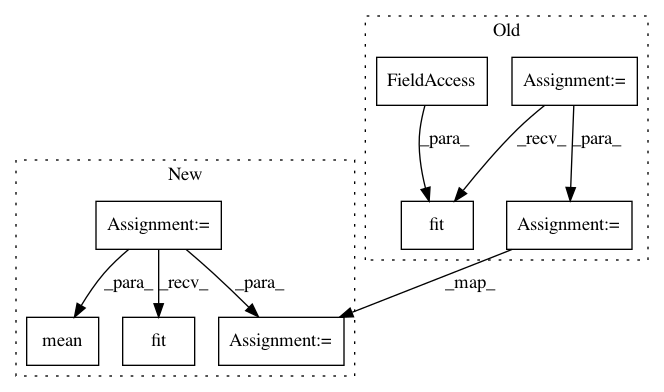 Old
FieldAccess
Assignment:=
_para_
_recv_
_para_
New
Assignment:=
fit
Assignment:=
_para_
_recv_
_para_
_map_
mean
fit
Assignment:=